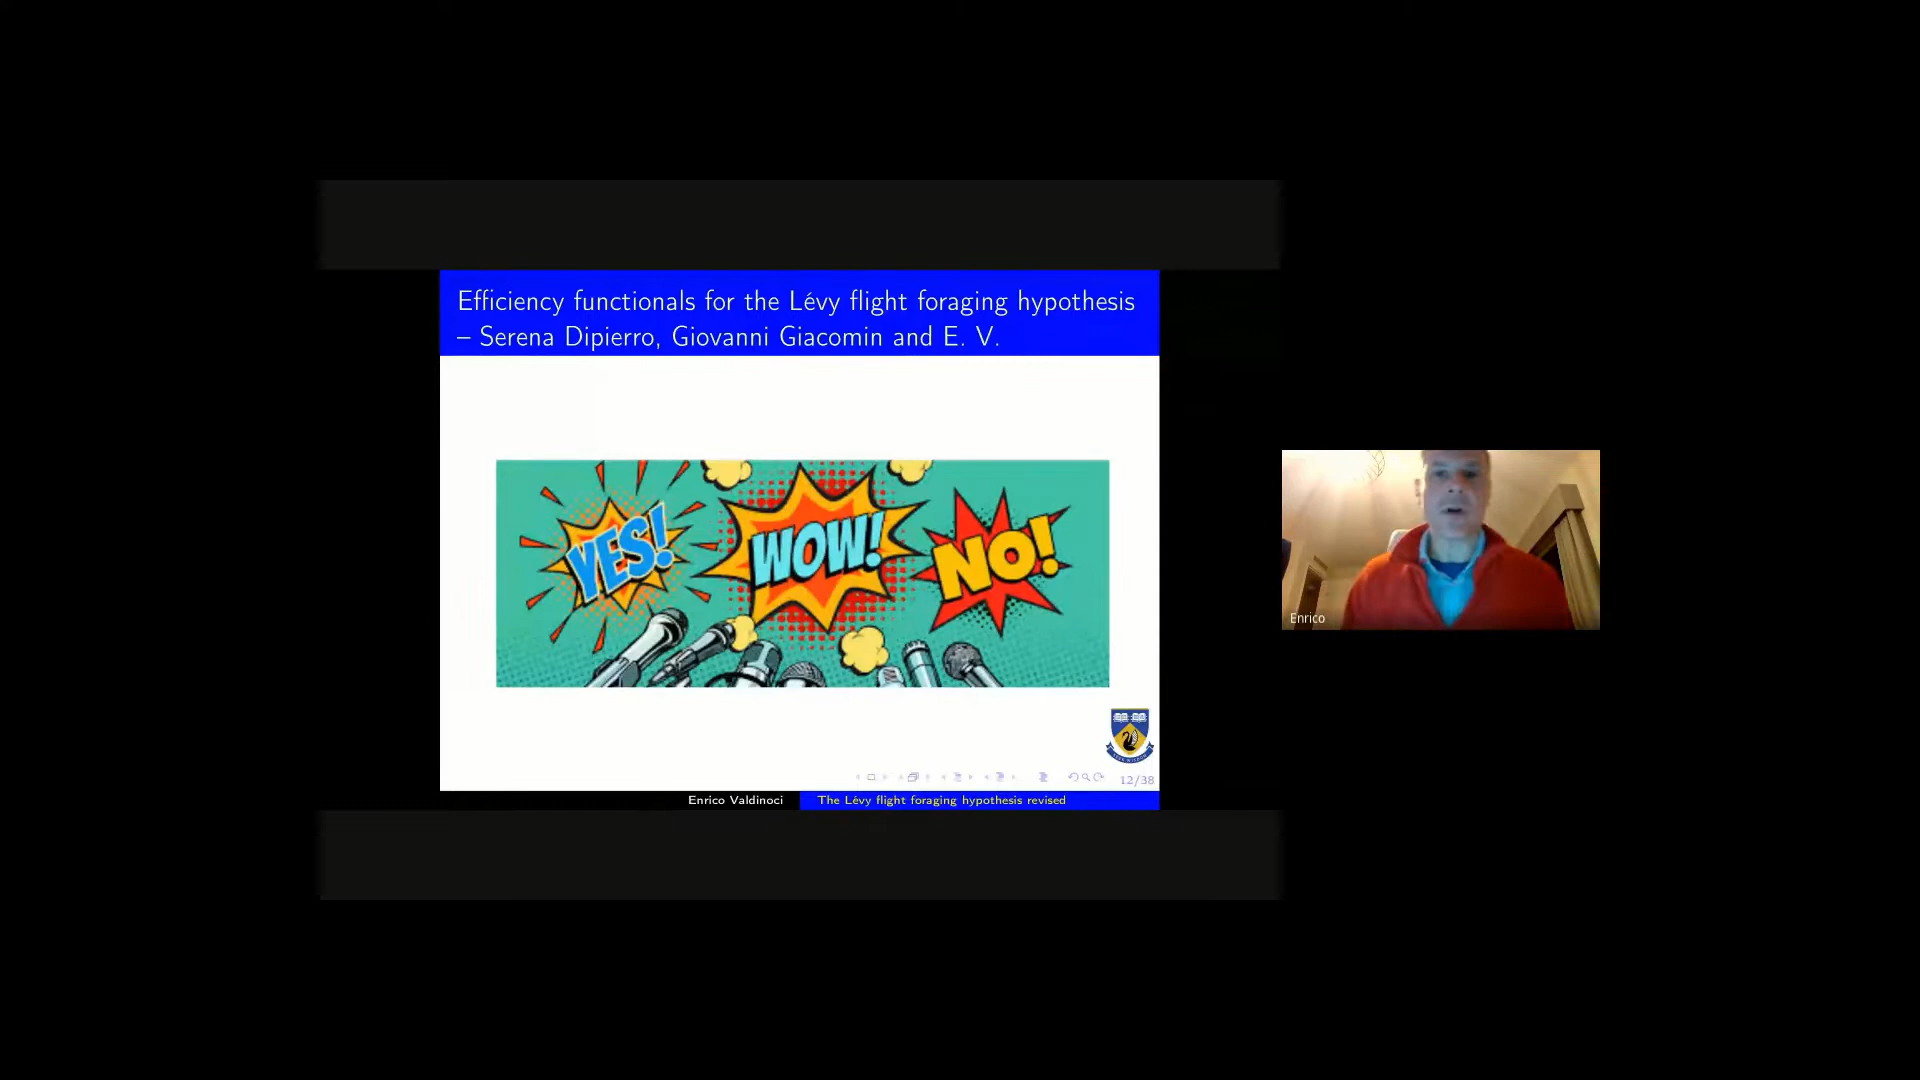 Efficiency functionals for the Lévy flight foraging hypothesis
– Serena Dipierro, Giovanni Giacomin and E. V.
YES!
WOW!
NO!
Enrico
12/38
Enrico Valdinoci
The Lévy flight foraging hypothesis revised